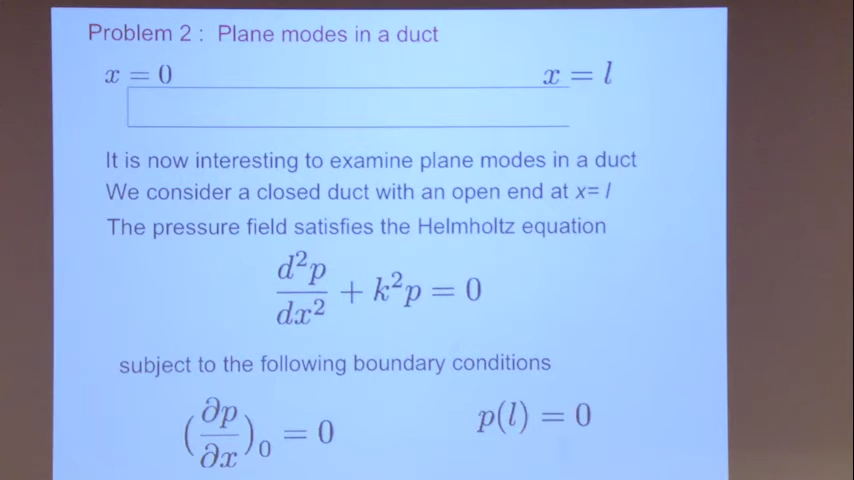 Problem 2 : Plane modes in a duct
x = 0 x = l
It is now interesting to examine plane modes in a duct
We consider a closed duct with an open end at x= l
The pressure field satisfies the Helmholtz equation
d²p/dx² + k²p = 0
subject to the following boundary conditions
(∂p/∂x)₀ = 0 p(l) = 0